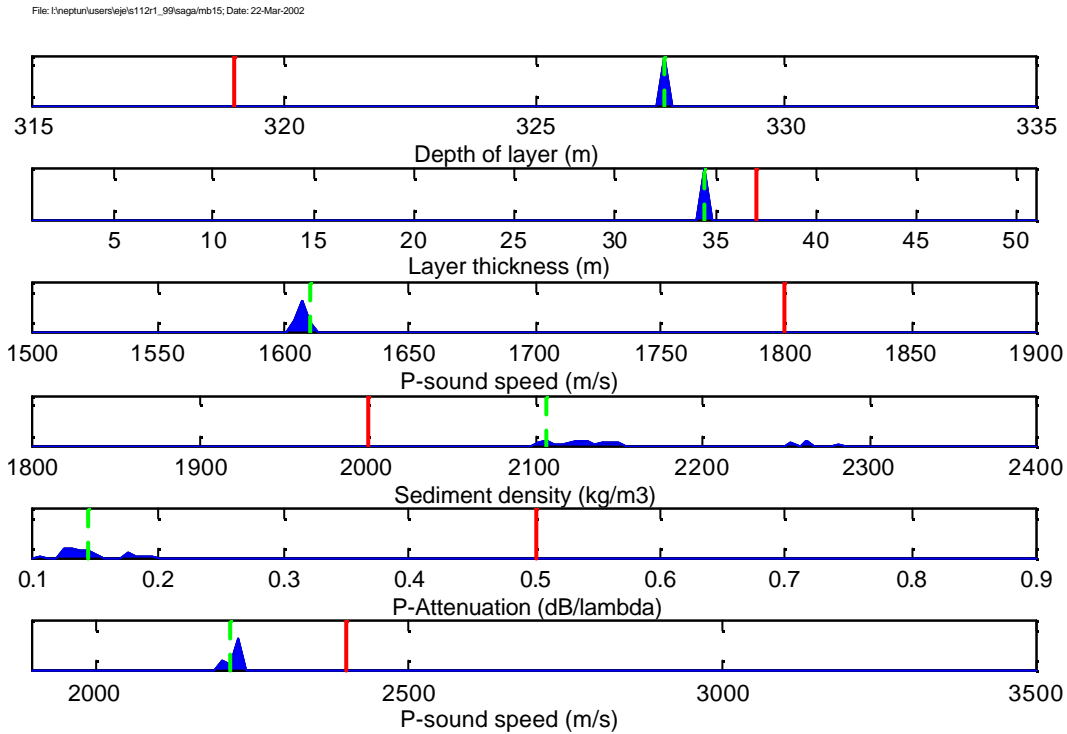 File: I:\neptun\users\eje\s112r1_99\saga/mb15; Date: 22-Mar-2002
315 320 325 330 335
Depth of layer (m)
5 10 15 20 25 30 35 40 45 50
Layer thickness (m)
1500 1550 1600 1650 1700 1750 1800 1850 1900
P-sound speed (m/s)
1800 1900 2000 2100 2200 2300 2400
Sediment density (kg/m3)
0.1 0.2 0.3 0.4 0.5 0.6 0.7 0.8 0.9
P-Attenuation (dB/lambda)
2000 2500 3000 3500
P-sound speed (m/s)